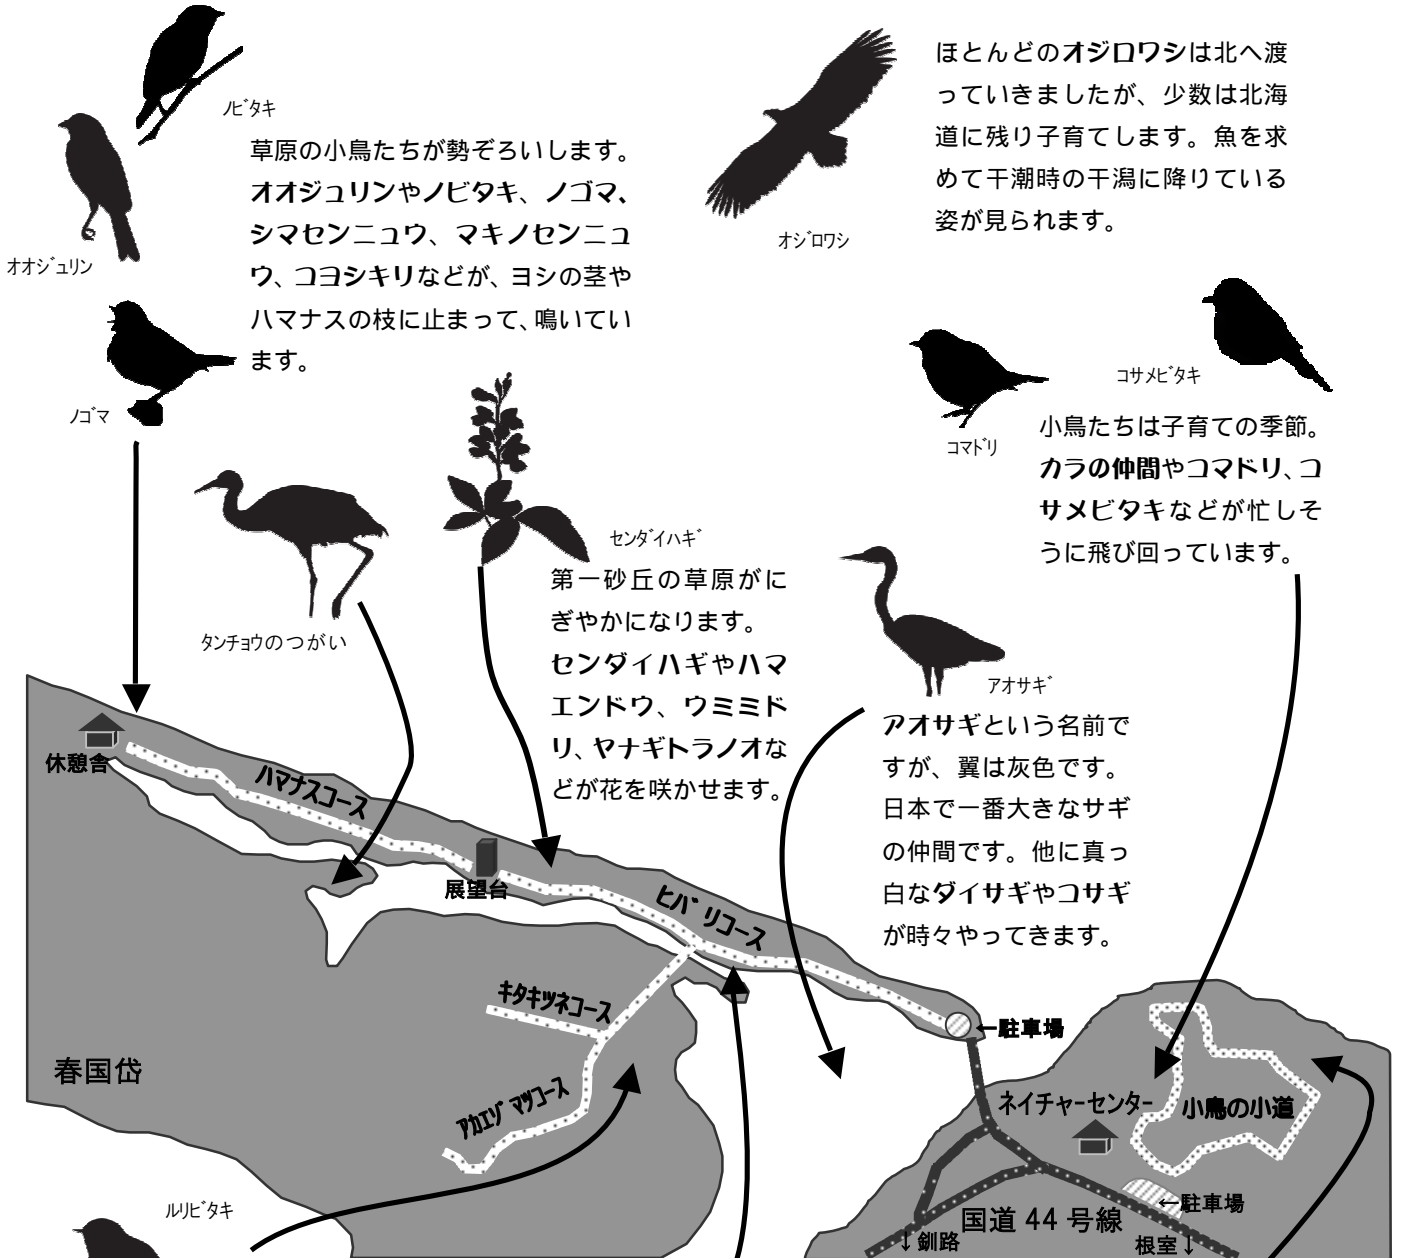 ノビタキ
草原の小鳥たちが勢ぞろいします。
オオジュリンやノビタキ、ノゴマ、
シマセンニュウ、マキノセンニュ
ウ、コヨシキリなどが、ヨシの茎や
ハマナスの枝に止まって、鳴いてい
ます。
オオジュリン
ノゴマ
ほとんどのオジロワシは北へ渡
っていきましたが、少数は北海
道に残り子育てします。魚を求
めて干潮時の干潟に降りている
姿が見られます。
オジロワシ
コサメビタキ
コマドリ
小鳥たちは子育ての季節。
カラの仲間やコマドリ、コ
サメビタキなどが忙しそ
うに飛び回っています。
タンチョウのつがい
センダイハギ
第一砂丘の草原がに
ぎやかになります。
センダイハギやハマ
エンドウ、ウミミド
リ、ヤナギトラノオな
どが花を咲かせます。
アオサギ
アオサギという名前で
すが、翼は灰色です。
日本で一番大きなサギ
の仲間です。他に真っ
白なダイサギやコサギ
が時々やってきます。
休憩舎
ハマナスコース
展望台
ヒバリコース
キタキツネコース
←駐車場
春国岱
アカエゾマツコース
ネイチャーセンター
小鳥の小道
ルリビタキ
←駐車場
国道44号線
↓釧路
根室↓